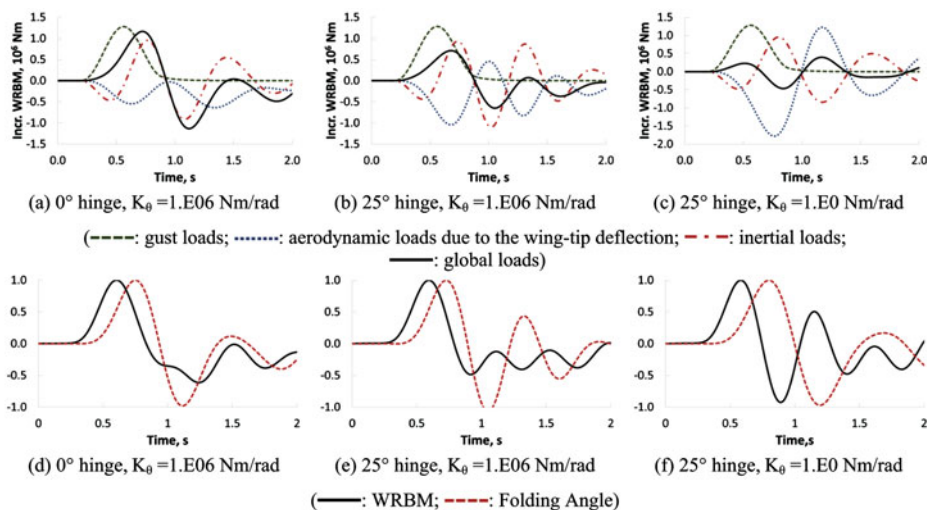 Incr. WRBM, 10⁶ Nm
1.5
1.0
0.5
0.0
-0.5
-1.0
-1.5
0.0 0.5 1.0 1.5 2.0
Time, s
(a) 0° hinge, Kθ =1.E06 Nm/rad
Incr. WRBM, 10⁶ Nm
1.5
1.0
0.5
0.0
-0.5
-1.0
-1.5
0.0 0.5 1.0 1.5 2.0
Time, s
(b) 25° hinge, Kθ =1.E06 Nm/rad
Incr. WRBM, 10⁶ Nm
1.5
1.0
0.5
0.0
-0.5
-1.0
-1.5
-2.0
0.0 0.5 1.0 1.5 2.0
Time, s
(c) 25° hinge, Kθ =1.E0 Nm/rad
(: gust loads; : aerodynamic loads due to the wing-tip deflection; : inertial loads;
: global loads)
1.0
0.5
0.0
-0.5
-1.0
0 0.5 1 1.5 2
Time, s
(d) 0° hinge, Kθ =1.E06 Nm/rad
1.0
0.5
0.0
-0.5
-1.0
0 0.5 1 1.5 2
Time, s
(e) 25° hinge, Kθ =1.E06 Nm/rad
1.0
0.5
0.0
-0.5
-1.0
0 0.5 1 1.5 2
Time, s
(f) 25° hinge, Kθ =1.E0 Nm/rad
(: WRBM; : Folding Angle)